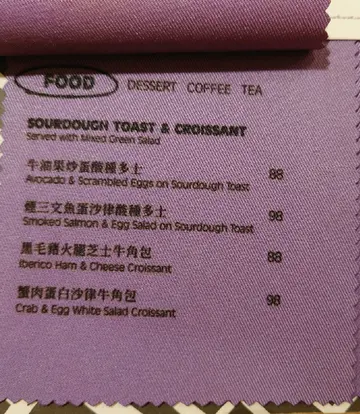 FOOD DESSERT COFFEE TEA
SOURDOUGH TOAST & CROISSANT
Served with Mixed Green Salad
牛油果炒蛋酸種多士 88
Avocado & Scrambled Eggs on Sourdough Toast
煙三文魚蛋沙律酸種多士 98
Smoked Salmon & Egg Salad on Sourdough Toast
黑毛豬火腿芝士牛角包 88
Iberico Ham & Cheese Croissant
蟹肉蛋白沙律牛角包 98
Crab & Egg White Salad Croissant